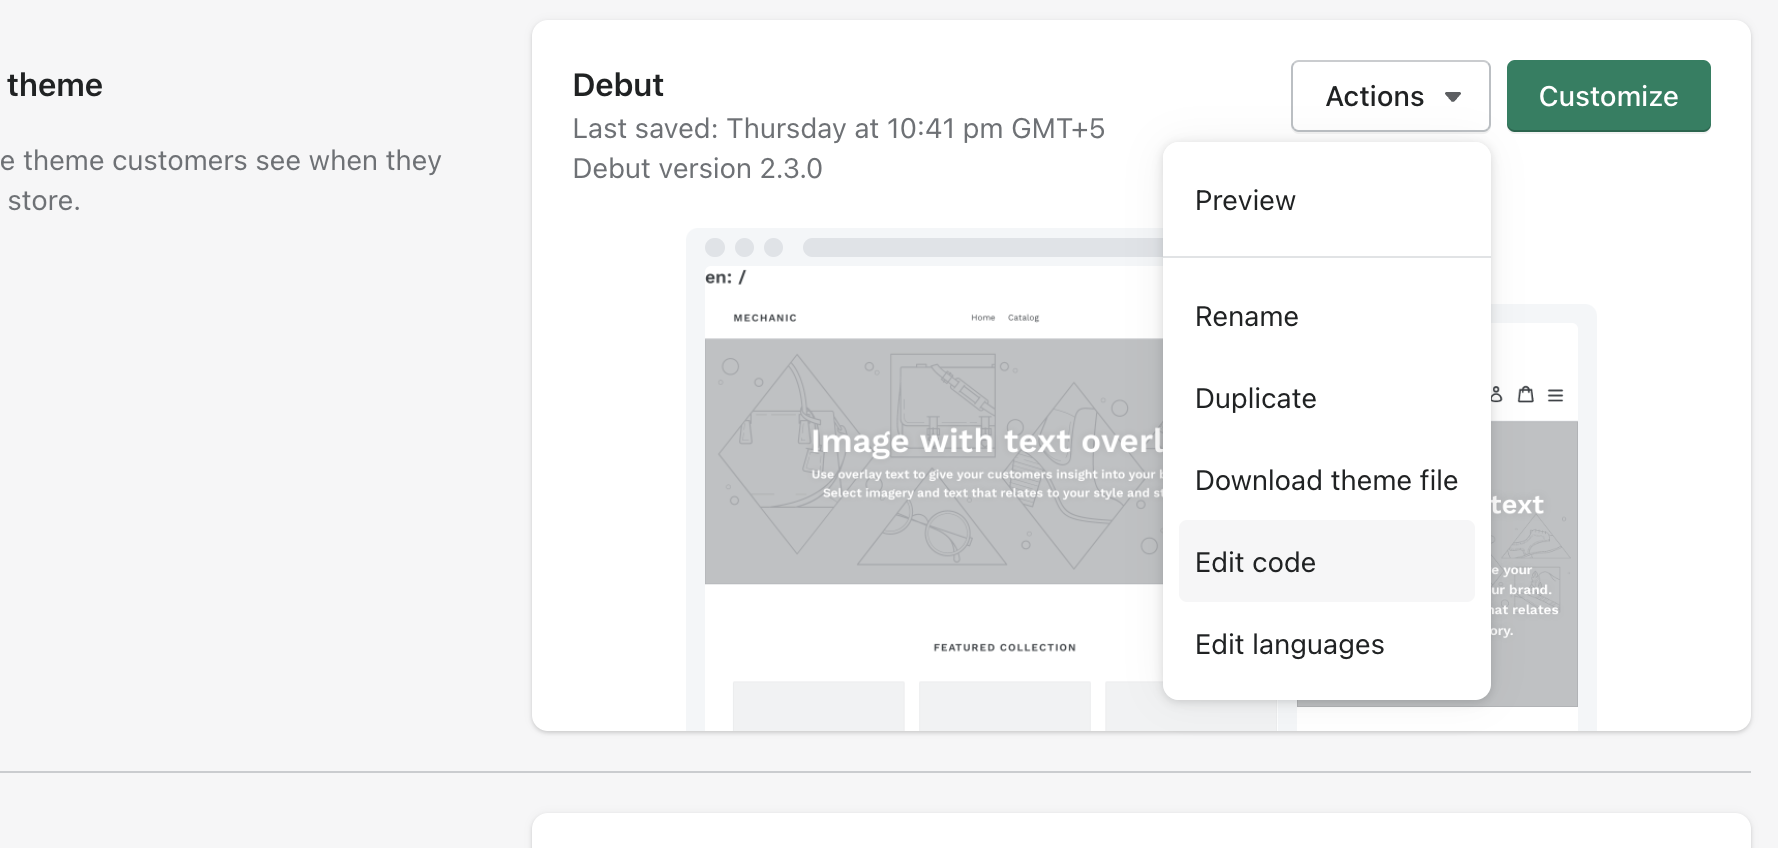 theme
e theme customers see when they
store.
Debut
Last saved: Thursday at 10:41 pm GMT+5
Debut version 2.3.0
Actions
Customize
Preview
Rename
Duplicate
Download theme file
Edit code
Edit languages
en: /
MECHANIC
Home Catalog
Image with text overl
Use overlay text to give your customers insight into your
Select imagery and text that relates to your style and st
FEATURED COLLECTION
text
e your
ur brand.
hat relates
ory.